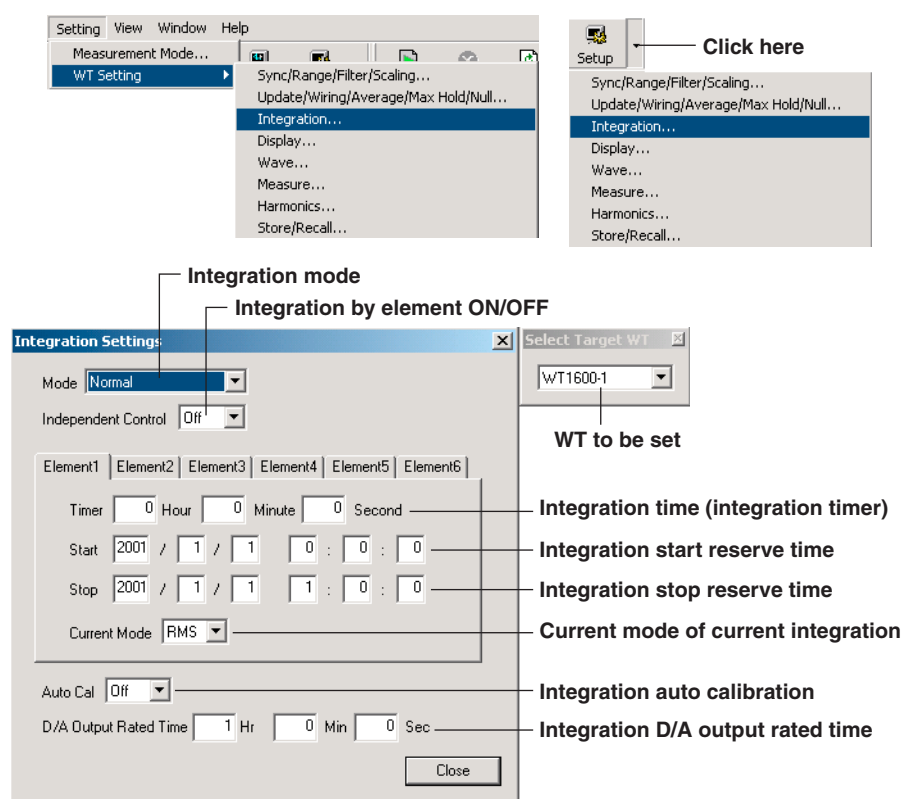 Setting View Window Help
Measurement Mode...
WT Setting
Sync/Range/Filter/Scaling...
Update/Wiring/Average/Max Hold/Null...
Integration...
Display...
Wave...
Measure...
Harmonics...
Store/Recall...
Setup
Click here
Sync/Range/Filter/Scaling...
Update/Wiring/Average/Max Hold/Null...
Integration...
Display...
Wave...
Measure...
Harmonics...
Store/Recall...
Integration mode
Integration by element ON/OFF
Integration Settings
Select Target WT
Mode Normal
WT1600-1
Independent Control Off
WT to be set
Element1 Element2 Element3 Element4 Element5 Element6
Timer 0 Hour 0 Minute 0 Second
Integration time (integration timer)
Start 2001 / 1 / 1 0 : 0 : 0
Integration start reserve time
Stop 2001 / 1 / 1 1 : 0 : 0
Integration stop reserve time
Current Mode RMS
Current mode of current integration
Auto Cal Off
Integration auto calibration
D/A Output Rated Time 1 Hr 0 Min 0 Sec
Integration D/A output rated time
Close